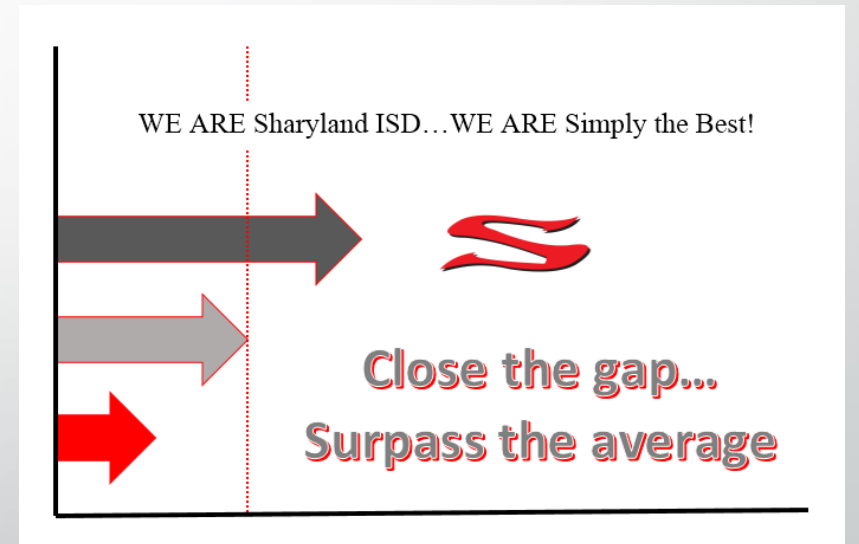 WE ARE Sharyland ISD…WE ARE Simply the Best!
Close the gap…
Surpass the average